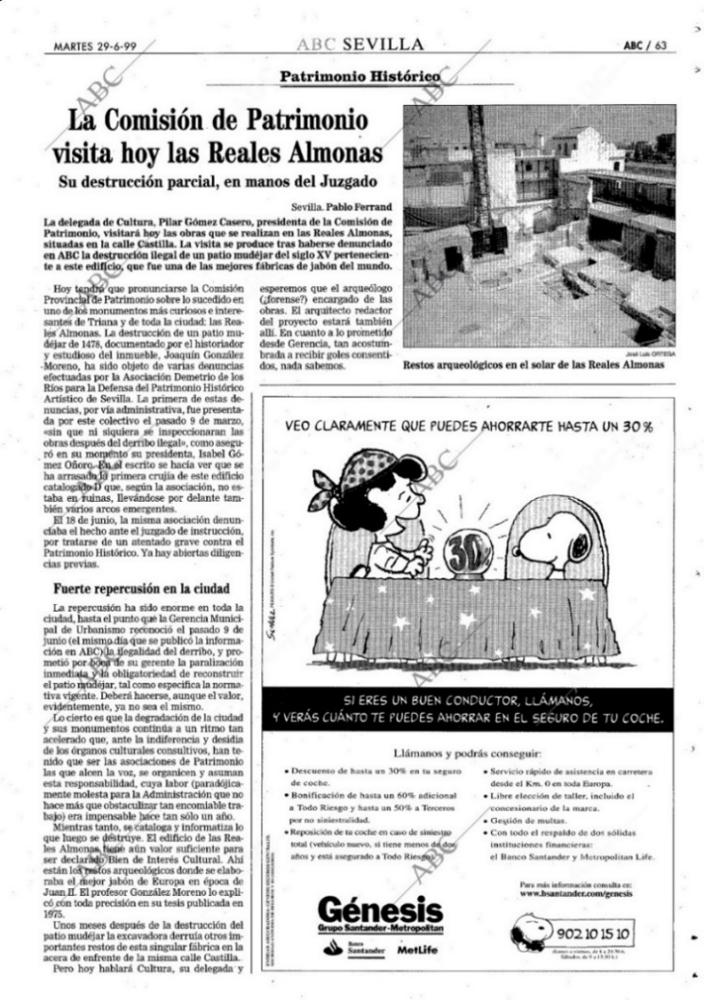 MARTES 29-6-99
ABC SEVILLA
ABC / 63
Patrimonio Histórico
La Comisión de Patrimonio
visita hoy las Reales Almonas
Su destrucción parcial, en manos del Juzgado
Sevilla. Pablo Ferrand
La delegada de Cultura, Pilar Gómez Casero, presidenta de la Comisión de
Patrimonio, visitará hoy las obras que se realizan en las Reales Almonas,
situadas en la calle Castilla. La visita se produce tras haberse denunciado
en ABC la destrucción ilegal de un patio mudéjar del siglo XV pertenecien-
te a este edificio, que fue una de las mejores fábricas de jabón del mundo.
Hoy tendrá que pronunciarse la Comisión
Provincial de Patrimonio sobre lo sucedido en
uno de los monumentos más curiosos e intere-
santes de Triana y de toda la ciudad: las Rea-
les Almonas. La destrucción de un patio mu-
déjar de 1478, documentado por el historiador
y estudioso del inmueble, Joaquín González
Moreno, ha sido objeto de varias denuncias
efectuadas por la Asociación Demetrio de los
Ríos para la Defensa del Patrimonio Histórico
Artístico de Sevilla. La primera de estas de-
nuncias, por vía administrativa, fue presenta-
da por este colectivo el pasado 9 de marzo,
«sin que ni siquiera se inspeccionaran las
obras después del derribo ilegal», como asegu-
ró en su momento su presidenta, Isabel Gó-
mez Oñoro. En el escrito se hacía ver que se
ha arrasado la primera crujía de este edificio
catalogado D que, según la asociación, no es-
taba en ruinas, llevándose por delante tam-
bién varios arcos emergentes.
El 18 de junio, la misma asociación denun-
ciaba el hecho ante el juzgado de instrucción,
por tratarse de un atentado grave contra el
Patrimonio Histórico. Ya hay abiertas diligen-
cias previas.
Fuerte repercusión en la ciudad
La repercusión ha sido enorme en toda la
ciudad, hasta el punto que la Gerencia Munici-
pal de Urbanismo reconoció el pasado 9 de
junio (el mismo día que se publicó la informa-
ción en ABC) la ilegalidad del derribo, y pro-
metió por boca de su gerente la paralización
inmediata y la obligatoriedad de reconstruir
el patio mudéjar, tal como especifica la norma-
tiva vigente. Deberá hacerse, aunque el valor,
evidentemente, ya no sea el mismo.
Lo cierto es que la degradación de la ciudad
y sus monumentos continúa a un ritmo tan
acelerado que, ante la indiferencia y desidia
de los órganos culturales consultivos, han te-
nido que ser las asociaciones de Patrimonio
las que alcen la voz, se organicen y asuman
esta responsabilidad, cuya labor (paradójica-
mente molesta para la Administración que no
hace más que obstaculizar tan encomiable tra-
bajo) era impensable hace tan sólo un año.
Mientras tanto, se cataloga y informatiza lo
que luego se destruye. El edificio de las Rea-
les Almonas tiene aún valor suficiente para
ser declarado Bien de Interés Cultural. Ahí
están los restos arqueológicos donde se elabo-
raba el mejor jabón de Europa en época de
Juan II. El profesor González Moreno lo expli-
có con toda precisión en su tesis publicada en
1975.
Unos meses después de la destrucción del
patio mudéjar la excavadora derruía otros im-
portantes restos de esta singular fábrica en la
acera de enfrente de la misma calle Castilla.
Pero hoy hablará Cultura, su delegada y
esperemos que el arqueólogo
(¿forense?) encargado de las
obras. El arquitecto redactor
del proyecto estará también
allí. En cuanto a lo prometido
desde Gerencia, tan acostum-
brada a recibir goles consenti-
dos, nada sabemos.
José Luis ORTEGA
Restos arqueológicos en el solar de las Reales Almonas
VEO CLARAMENTE QUE PUEDES AHORRARTE HASTA UN 30%
30%
SI ERES UN BUEN CONDUCTOR, LLÁMANOS,
Y VERÁS CUÁNTO TE PUEDES AHORRAR EN EL SEGURO DE TU COCHE.
Llámanos y podrás conseguir:
• Descuento de hasta un 30% en tu seguro
de coche.
• Bonificación de hasta un 60% adicional
a Todo Riesgo y hasta un 50% a Terceros
por no siniestralidad.
• Reposición de tu coche en caso de siniestro
total (vehículo nuevo, si tiene menos de dos
años y está asegurado a Todo Riesgo).
• Servicio rápido de asistencia en carretera
desde el Km. 0 en toda Europa.
• Libre elección de taller, incluido el
concesionario de la marca.
• Gestión de multas.
• Con todo el respaldo de dos sólidas
instituciones financieras:
el Banco Santander y Metropolitan Life.
Génesis
Grupo Santander-Metropolitan
Banco
Santander
MetLife
Para más información consulta en:
www.bsantander.com/genesis
902 10 15 10